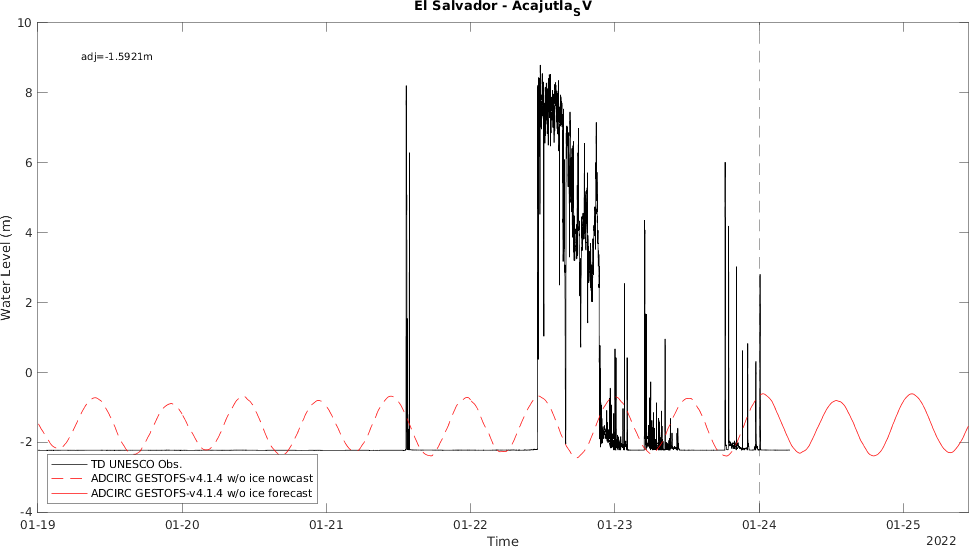 El Salvador - AcajutlaSV
adj=-1.5921m
Water Level (m)
10
8
6
4
2
0
-2
-4
TD UNESCO Obs.
ADCIRC GESTOFS-v4.1.4 w/o ice nowcast
ADCIRC GESTOFS-v4.1.4 w/o ice forecast
01-19
01-20
01-21
01-22
01-23
01-24
01-25
Time
2022